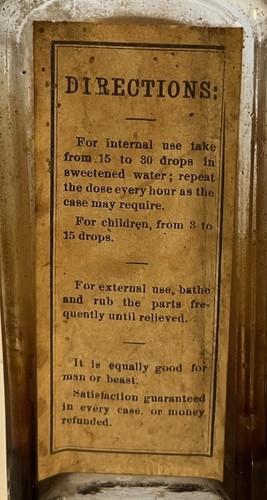 DIRECTIONS:
For internal use take
from 15 to 30 drops in
sweetened water; repeat
the dose every hour as the
case may require.
For children, from 3 to
15 drops.
For external use, bathe
and rub the parts fre-
quently until relieved.
It is equally good for
man or beast.
Satisfaction guaranteed
in every case, or money
refunded.